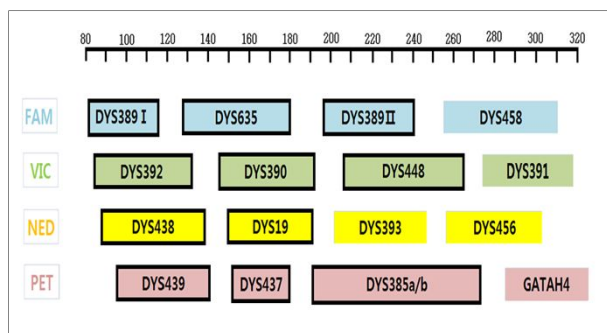 80 100 120 140 160 180 200 220 240 260 280 300 320
FAM DYS389Ⅰ DYS635 DYS389Ⅱ DYS458
VIC DYS392 DYS390 DYS448 DYS391
NED DYS438 DYS19 DYS393 DYS456
PET DYS439 DYS437 DYS385a/b GATAH4